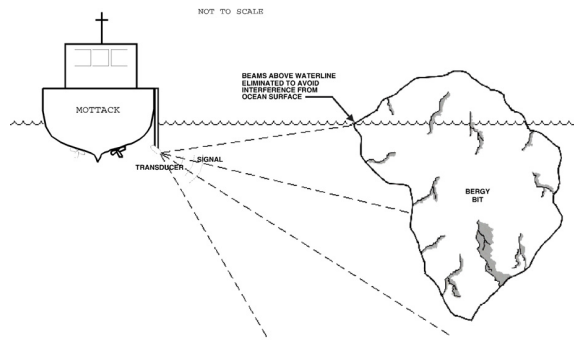 NOT TO SCALE
BEAMS ABOVE WATERLINE
ELIMINATED TO AVOID
INTERFERENCE FROM
OCEAN SURFACE
MOTTACK
SIGNAL
TRANSDUCER
BERGY
BIT